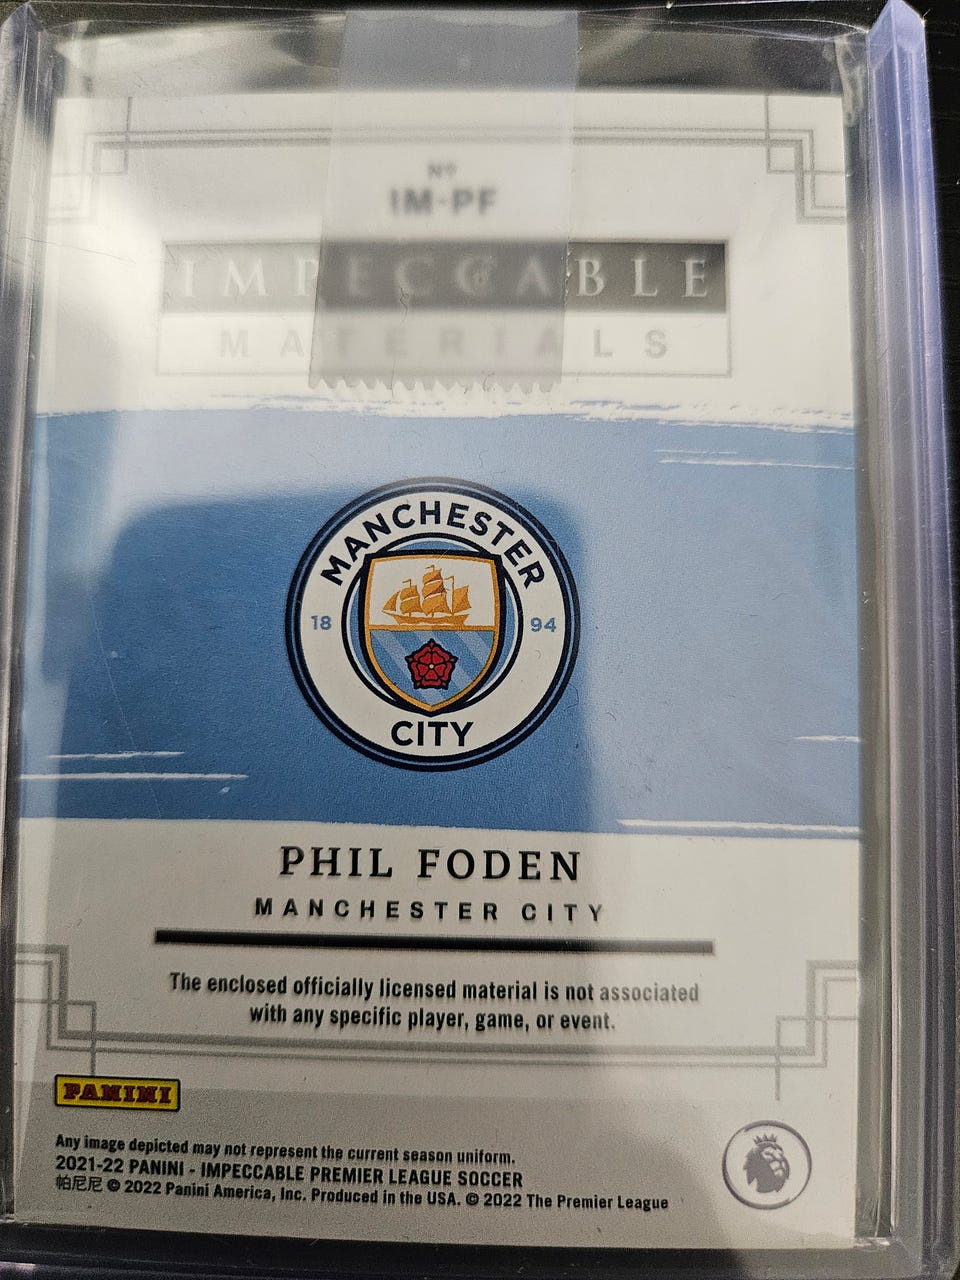 Nº
IM-PF
IMPECCABLE
MATERIALS
MANCHESTER
18 94
CITY
PHIL FODEN
MANCHESTER CITY
The enclosed officially licensed material is not associated
with any specific player, game, or event.
PANINI
Any image depicted may not represent the current season uniform.
2021-22 PANINI - IMPECCABLE PREMIER LEAGUE SOCCER
帕尼尼 © 2022 Panini America, Inc. Produced in the USA. © 2022 The Premier League